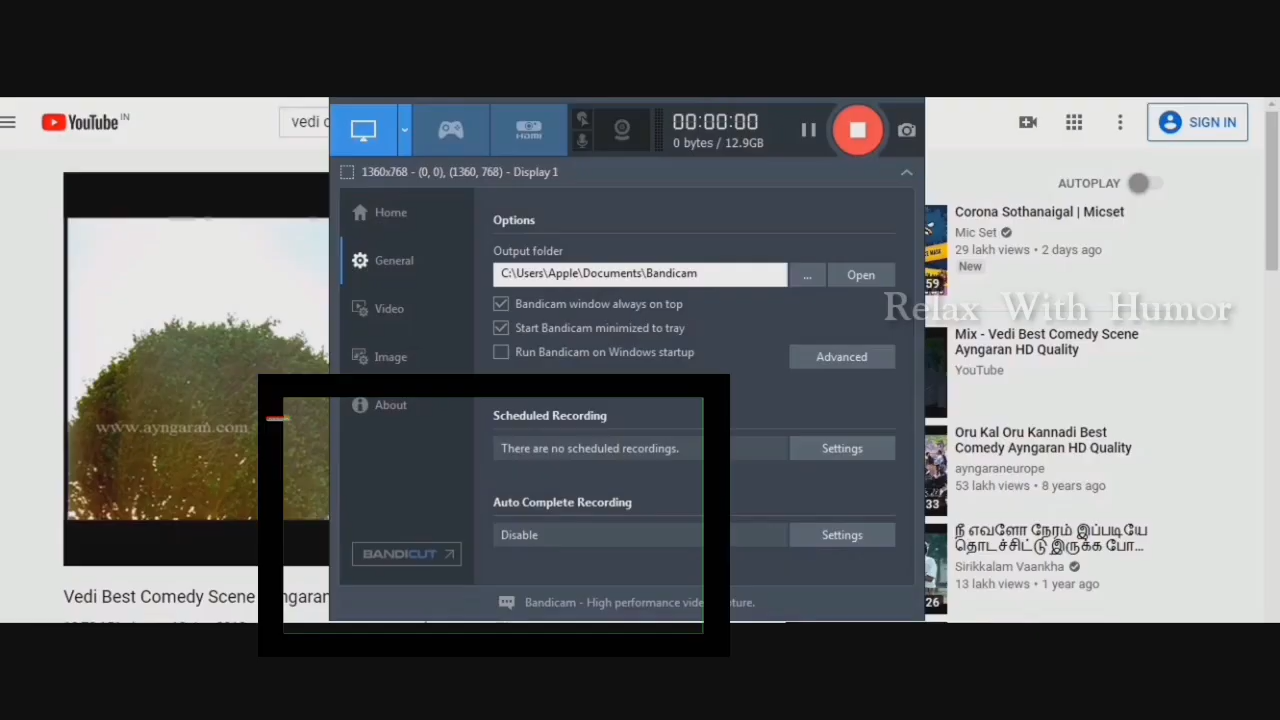 YouTube IN
vedi c
HDMI
00:00:00
0 bytes / 12.9GB
SIGN IN
1360x768 - (0, 0), (1360, 768) - Display 1
Home
General
Video
Image
About
BANDICUT
Options
Output folder
C:\Users\Apple\Documents\Bandicam
...
Open
Bandicam window always on top
Start Bandicam minimized to tray
Run Bandicam on Windows startup
Advanced
Scheduled Recording
There are no scheduled recordings.
Settings
Auto Complete Recording
Disable
Settings
Bandicam - High performance vide ture.
www.ayngaran.com
Vedi Best Comedy Scene ngaran
AUTOPLAY
Corona Sothanaigal | Micset
Mic Set
29 lakh views • 2 days ago
New
59
Relax With Humor
Mix - Vedi Best Comedy Scene
Ayngaran HD Quality
YouTube
Oru Kal Oru Kannadi Best
Comedy Ayngaran HD Quality
ayngaraneurope
53 lakh views • 8 years ago
33
நீ எவளோ நேரம் இப்படியே
தொடச்சிட்டு இருக்க போ...
Sirikkalam Vaankha
13 lakh views • 1 year ago
26